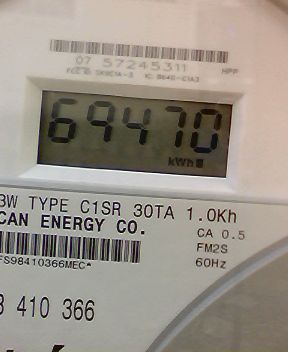 07 57245311
HPP
69470
kWh
3W TYPE C1SR 30TA 1.0Kh
CAN ENERGY CO.
CA 0.5
FM2S
60Hz
FS98410366MEC*
410 366